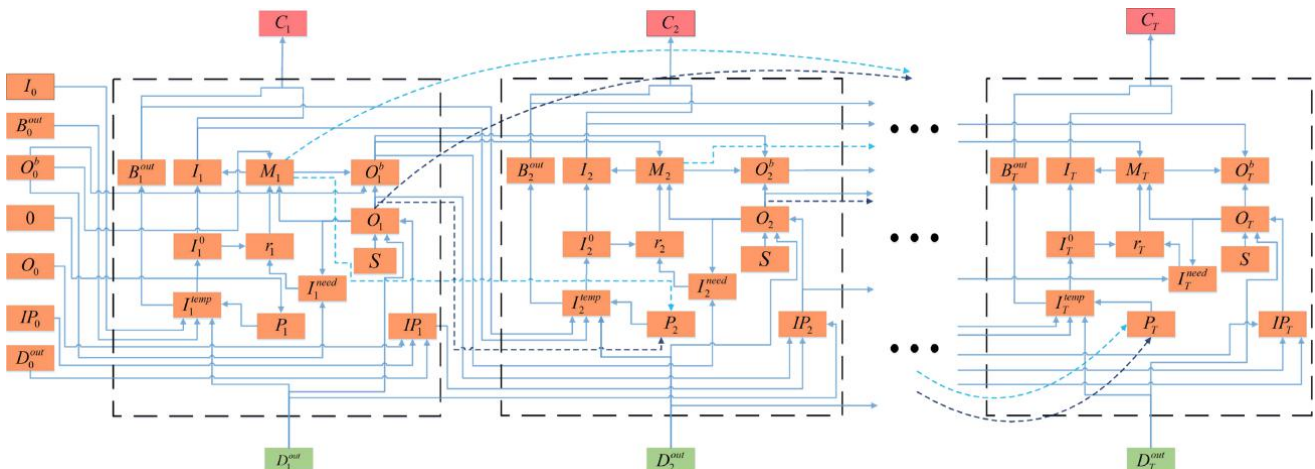 C_1 C_2 C_T
I_0
B_0^{out}
O_0^b B_1^{out} I_1 M_1 O_1^b B_2^{out} I_2 M_2 O_2^b B_T^{out} I_T M_T O_T^b
0 O_1 O_2 O_T
I_1^0 r_1 S I_2^0 r_2 S I_T^0 r_T S
O_0 I_1^{need} I_2^{need} I_T^{need}
I_1^{temp} I_2^{temp} I_T^{temp}
IP_0 P_1 IP_1 P_2 IP_2 P_T IP_T
D_0^{out}
D_1^{out} D_2^{out} D_T^{out}